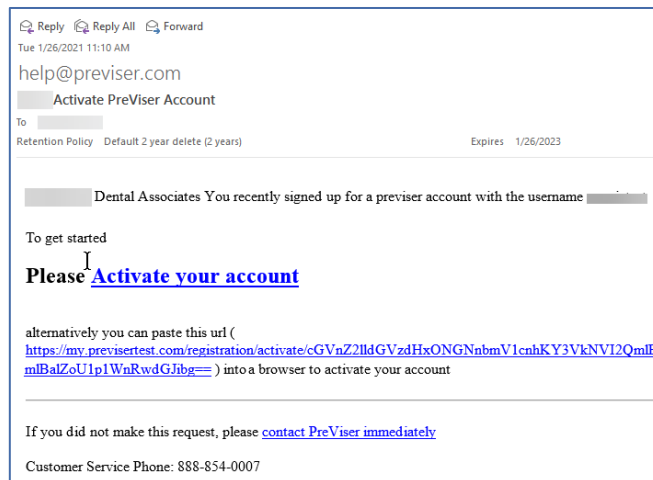 Reply Reply All Forward
Tue 1/26/2021 11:10 AM
help@previser.com
Activate PreViser Account
To
Retention Policy Default 2 year delete (2 years) Expires 1/26/2023
Dental Associates You recently signed up for a previser account with the username
To get started
Please Activate your account
alternatively you can paste this url (
https://my.previsertest.com/registration/activate/cGVnZ2lldGVzdHxONGNnbmV1cnhKY3VkNVI2QmlF
mlBalZoU1p1WnRwdGJibg== ) into a browser to activate your account
If you did not make this request, please contact PreViser immediately
Customer Service Phone: 888-854-0007